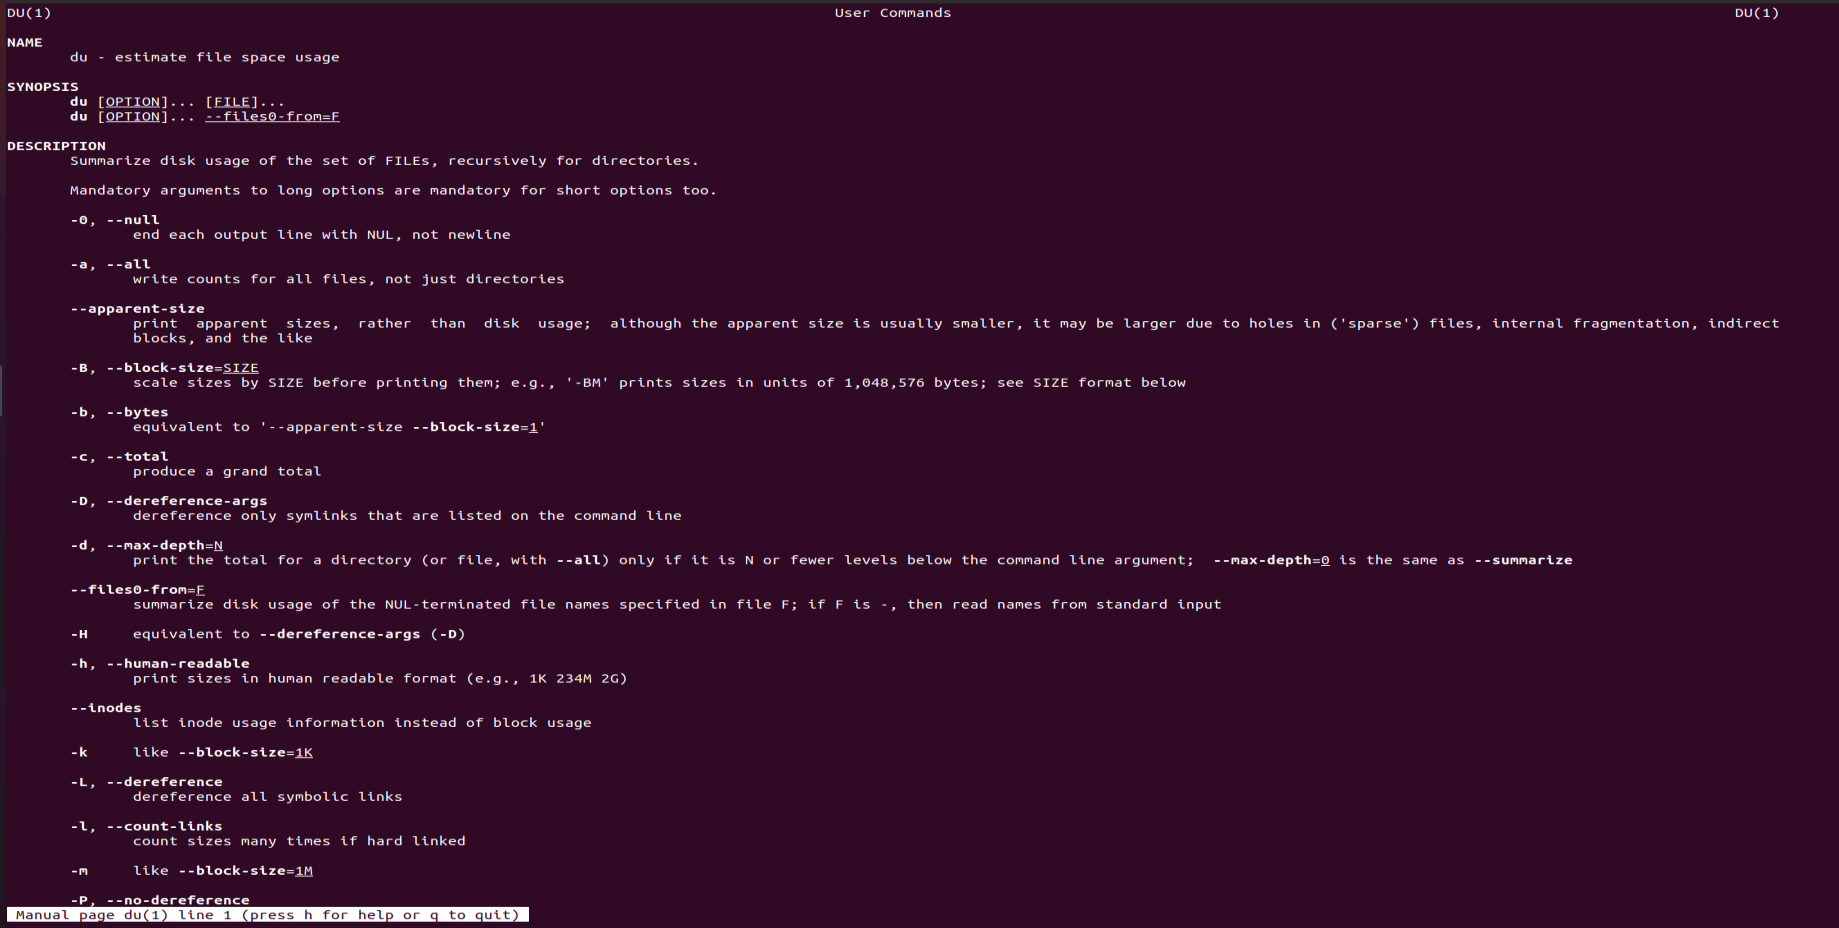 DU(1) User Commands DU(1)
NAME
du - estimate file space usage
SYNOPSIS
du [OPTION]... [FILE]...
du [OPTION]... --files0-from=F
DESCRIPTION
Summarize disk usage of the set of FILEs, recursively for directories.
Mandatory arguments to long options are mandatory for short options too.
-0, --null
end each output line with NUL, not newline
-a, --all
write counts for all files, not just directories
--apparent-size
print apparent sizes, rather than disk usage; although the apparent size is usually smaller, it may be larger due to holes in ('sparse') files, internal fragmentation, indirect
blocks, and the like
-B, --block-size=SIZE
scale sizes by SIZE before printing them; e.g., '-BM' prints sizes in units of 1,048,576 bytes; see SIZE format below
-b, --bytes
equivalent to '--apparent-size --block-size=1'
-c, --total
produce a grand total
-D, --dereference-args
dereference only symlinks that are listed on the command line
-d, --max-depth=N
print the total for a directory (or file, with --all) only if it is N or fewer levels below the command line argument; --max-depth=0 is the same as --summarize
--files0-from=F
summarize disk usage of the NUL-terminated file names specified in file F; if F is -, then read names from standard input
-H equivalent to --dereference-args (-D)
-h, --human-readable
print sizes in human readable format (e.g., 1K 234M 2G)
--inodes
list inode usage information instead of block usage
-k like --block-size=1K
-L, --dereference
dereference all symbolic links
-l, --count-links
count sizes many times if hard linked
-m like --block-size=1M
-P, --no-dereference
Manual page du(1) line 1 (press h for help or q to quit)